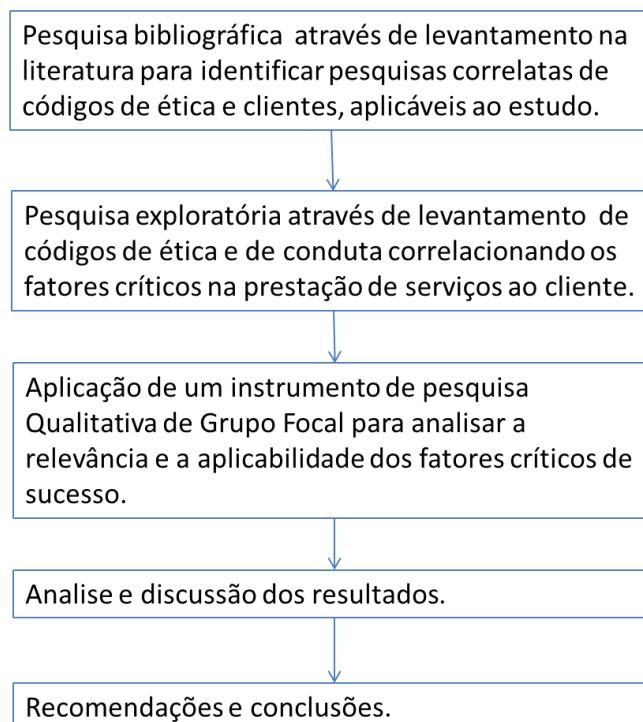 Pesquisa bibliográfica através de levantamento na
literatura para identificar pesquisas correlatas de
códigos de ética e clientes, aplicáveis ao estudo.
Pesquisa exploratória através de levantamento de
códigos de ética e de conduta correlacionando os
fatores críticos na prestação de serviços ao cliente.
Aplicação de um instrumento de pesquisa
Qualitativa de Grupo Focal para analisar a
relevância e a aplicabilidade dos fatores críticos de
sucesso.
Analise e discussão dos resultados.
Recomendações e conclusões.